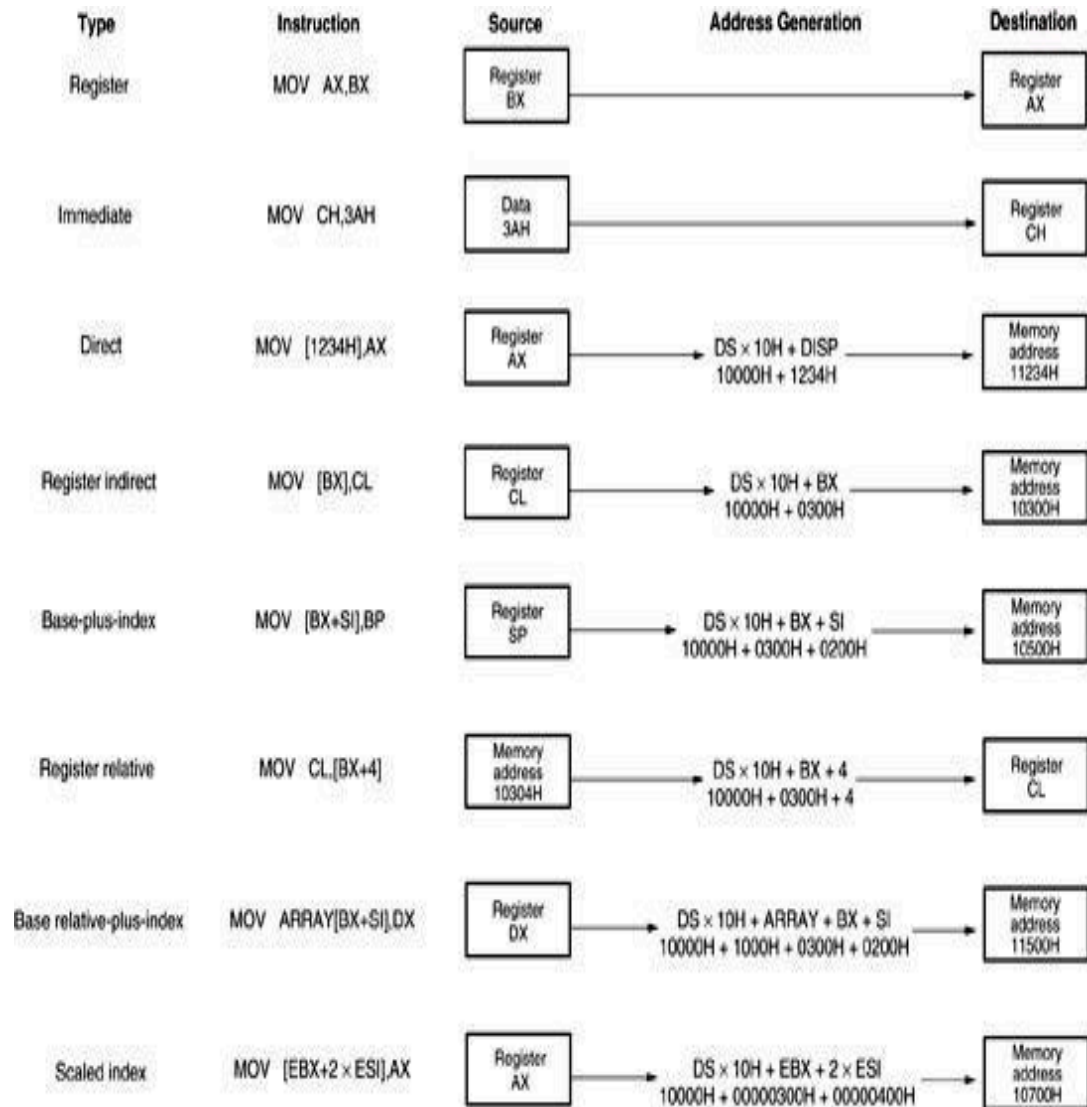 Type Instruction Source Address Generation Destination
Register MOV AX,BX Register BX Register AX
Immediate MOV CH,3AH Data 3AH Register CH
Direct MOV [1234H],AX Register AX DS × 10H + DISP 10000H + 1234H Memory address 11234H
Register indirect MOV [BX],CL Register CL DS × 10H + BX 10000H + 0300H Memory address 10300H
Base-plus-index MOV [BX+SI],BP Register SP DS × 10H + BX + SI 10000H + 0300H + 0200H Memory address 10500H
Register relative MOV CL,[BX+4] Memory address 10304H DS × 10H + BX + 4 10000H + 0300H + 4 Register CL
Base relative-plus-index MOV ARRAY[BX+SI],DX Register DX DS × 10H + ARRAY + BX + SI 10000H + 1000H + 0300H + 0200H Memory address 11500H
Scaled index MOV [EBX+2 × ESI],AX Register AX DS × 10H + EBX + 2 × ESI 10000H + 00000300H + 00000400H Memory address 10700H